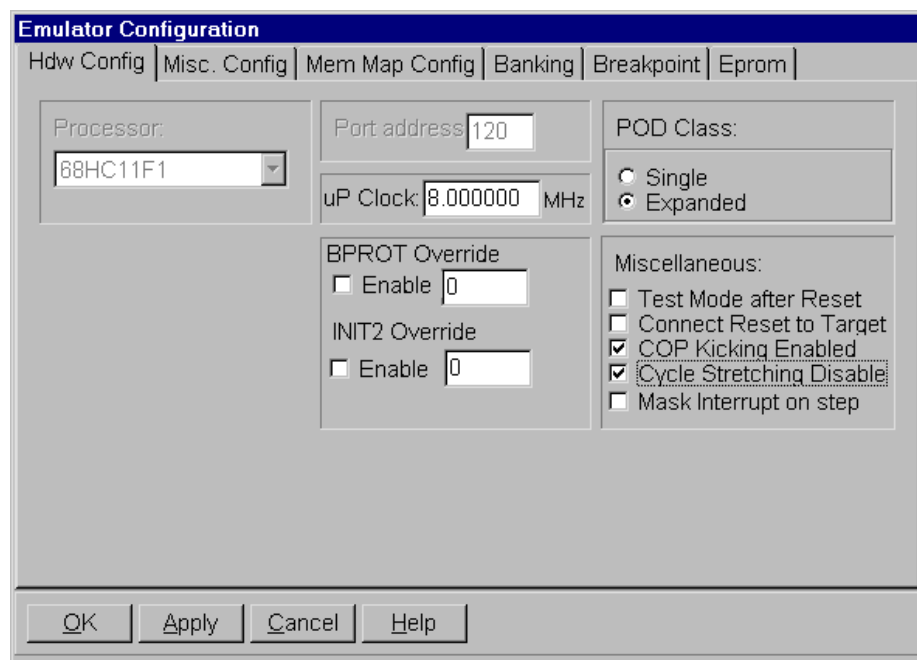 Emulator Configuration
Hdw Config Misc. Config Mem Map Config Banking Breakpoint Eprom
Processor:
68HC11F1
Port address 120
uP Clock: 8.000000 MHz
BPROT Override
Enable 0
INIT2 Override
Enable 0
POD Class:
Single
Expanded
Miscellaneous:
Test Mode after Reset
Connect Reset to Target
COP Kicking Enabled
Cycle Stretching Disable
Mask Interrupt on step
OK Apply Cancel Help